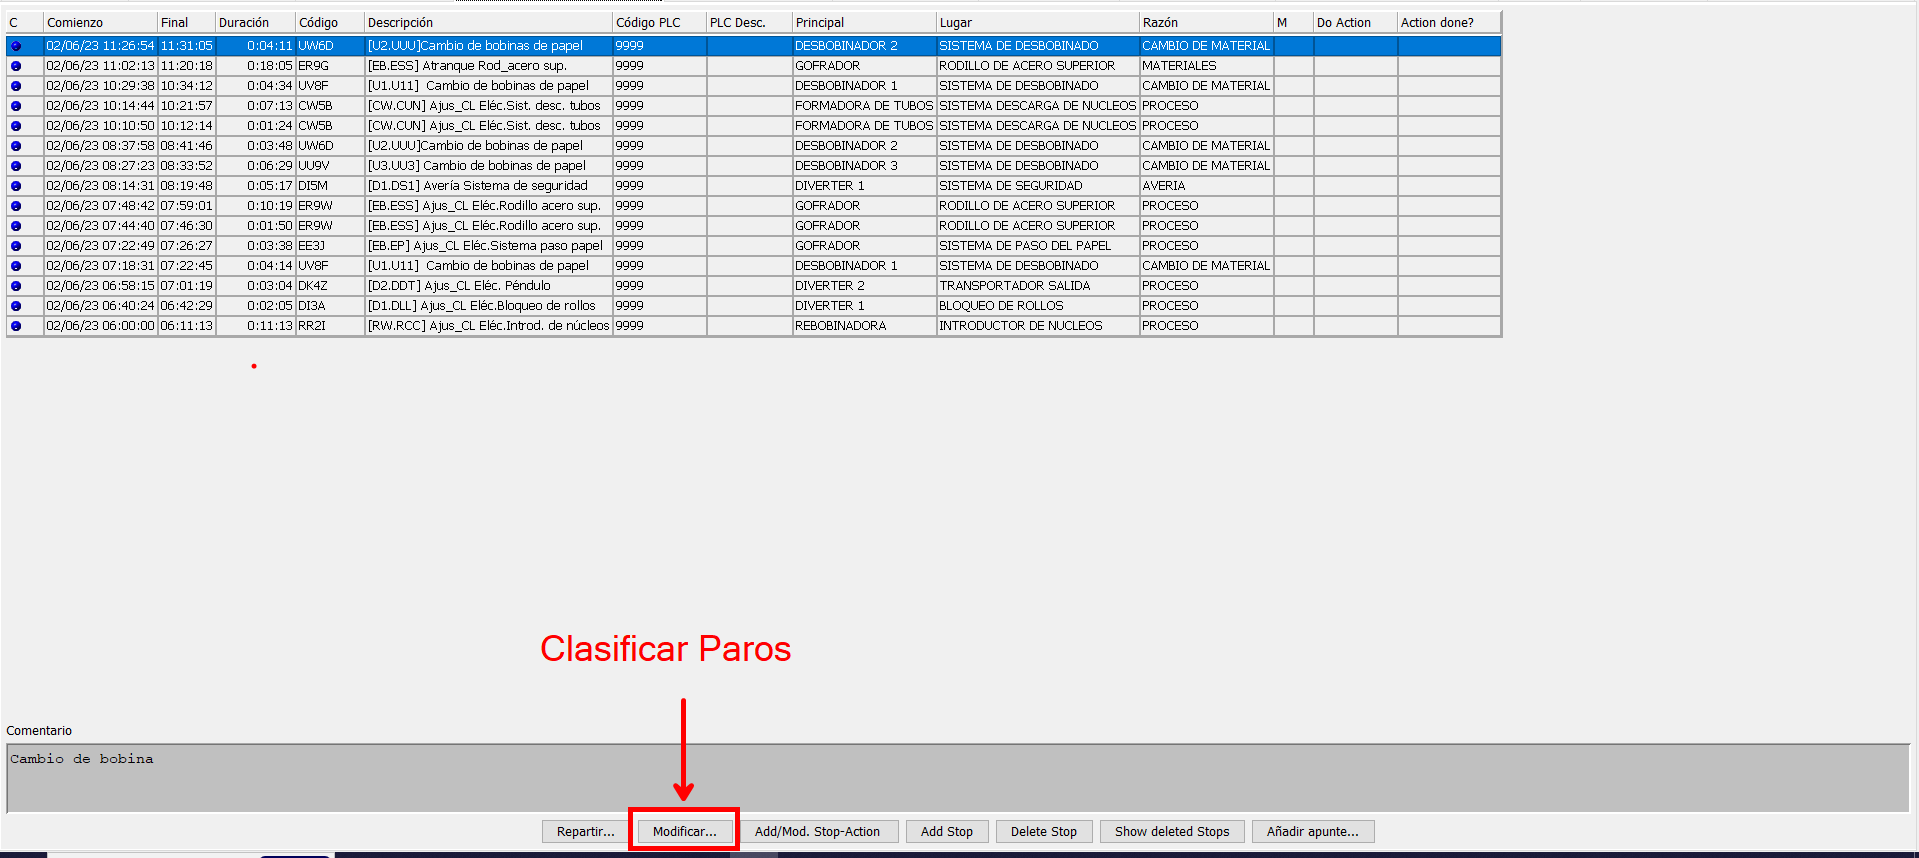 C Comienzo Final Duración Código Descripción Código PLC PLC Desc. Principal Lugar Razón M Do Action Action done?
02/06/23 11:26:54 11:31:05 0:04:11 UW6D [U2.UUU]Cambio de bobinas de papel 9999 DESBOBINADOR 2 SISTEMA DE DESBOBINADO CAMBIO DE MATERIAL
02/06/23 11:02:13 11:20:18 0:18:05 ER9G [EB.ESS] Atranque Rod_acero sup. 9999 GOFRADOR RODILLO DE ACERO SUPERIOR MATERIALES
02/06/23 10:29:38 10:34:12 0:04:34 UV8F [U1.U11] Cambio de bobinas de papel 9999 DESBOBINADOR 1 SISTEMA DE DESBOBINADO CAMBIO DE MATERIAL
02/06/23 10:14:44 10:21:57 0:07:13 CW5B [CW.CUN] Ajus_CL Eléc.Sist. desc. tubos 9999 FORMADORA DE TUBOS SISTEMA DESCARGA DE NUCLEOS PROCESO
02/06/23 10:10:50 10:12:14 0:01:24 CW5B [CW.CUN] Ajus_CL Eléc.Sist. desc. tubos 9999 FORMADORA DE TUBOS SISTEMA DESCARGA DE NUCLEOS PROCESO
02/06/23 08:37:58 08:41:46 0:03:48 UW6D [U2.UUU]Cambio de bobinas de papel 9999 DESBOBINADOR 2 SISTEMA DE DESBOBINADO CAMBIO DE MATERIAL
02/06/23 08:27:23 08:33:52 0:06:29 UU9V [U3.UU3] Cambio de bobinas de papel 9999 DESBOBINADOR 3 SISTEMA DE DESBOBINADO CAMBIO DE MATERIAL
02/06/23 08:14:31 08:19:48 0:05:17 DI5M [D1.DS1] Avería Sistema de seguridad 9999 DIVERTER 1 SISTEMA DE SEGURIDAD AVERIA
02/06/23 07:48:42 07:59:01 0:10:19 ER9W [EB.ESS] Ajus_CL Eléc.Rodillo acero sup. 9999 GOFRADOR RODILLO DE ACERO SUPERIOR PROCESO
02/06/23 07:44:40 07:46:30 0:01:50 ER9W [EB.ESS] Ajus_CL Eléc.Rodillo acero sup. 9999 GOFRADOR RODILLO DE ACERO SUPERIOR PROCESO
02/06/23 07:22:49 07:26:27 0:03:38 EE3J [EB.EP] Ajus_CL Eléc.Sistema paso papel 9999 GOFRADOR SISTEMA DE PASO DEL PAPEL PROCESO
02/06/23 07:18:31 07:22:45 0:04:14 UV8F [U1.U11] Cambio de bobinas de papel 9999 DESBOBINADOR 1 SISTEMA DE DESBOBINADO CAMBIO DE MATERIAL
02/06/23 06:58:15 07:01:19 0:03:04 DK4Z [D2.DDT] Ajus_CL Eléc. Péndulo 9999 DIVERTER 2 TRANSPORTADOR SALIDA PROCESO
02/06/23 06:40:24 06:42:29 0:02:05 DI3A [D1.DLL] Ajus_CL Eléc.Bloqueo de rollos 9999 DIVERTER 1 BLOQUEO DE ROLLOS PROCESO
02/06/23 06:00:00 06:11:13 0:11:13 RR2I [RW.RCC] Ajus_CL Eléc.Introd. de núcleos 9999 REBOBINADORA INTRODUCTOR DE NUCLEOS PROCESO
Clasificar Paros
Comentario
Cambio de bobina
Repartir... Modificar... Add/Mod. Stop-Action Add Stop Delete Stop Show deleted Stops Añadir apunte...